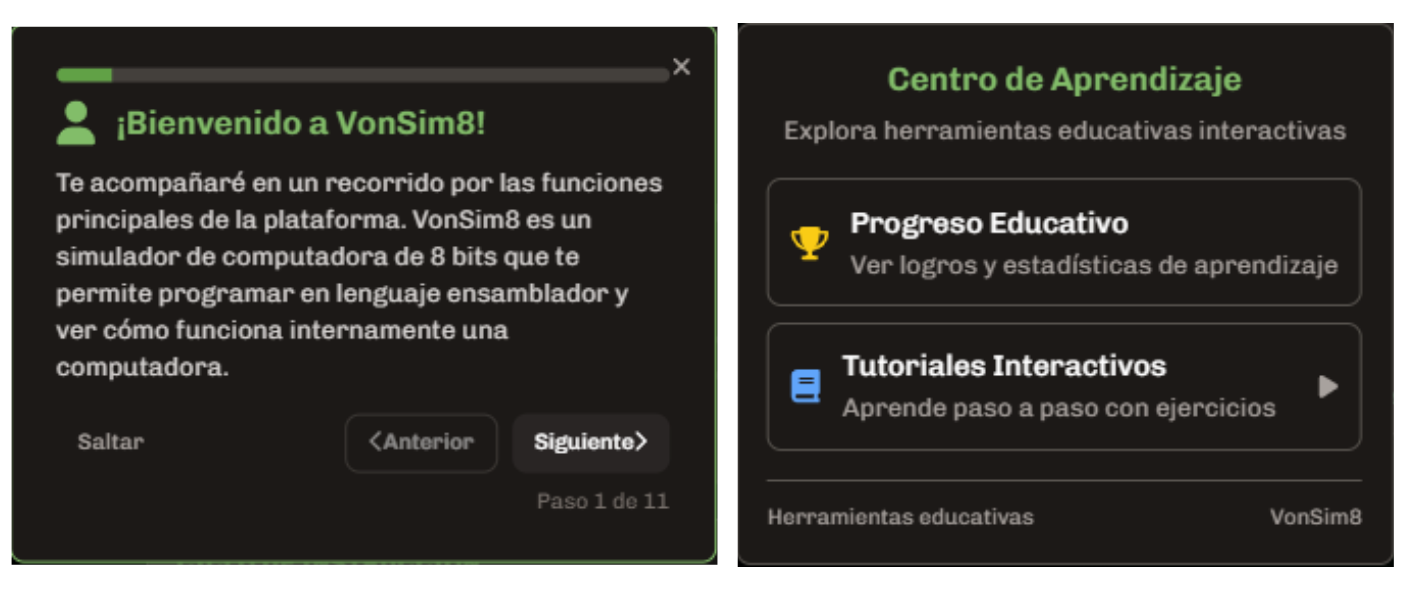 ¡Bienvenido a VonSim8!
Te acompañaré en un recorrido por las funciones
principales de la plataforma. VonSim8 es un
simulador de computadora de 8 bits que te
permite programar en lenguaje ensamblador y
ver cómo funciona internamente una
computadora.
Saltar
Anterior
Siguiente
Paso 1 de 11
Centro de Aprendizaje
Explora herramientas educativas interactivas
Progreso Educativo
Ver logros y estadísticas de aprendizaje
Tutoriales Interactivos
Aprende paso a paso con ejercicios
Herramientas educativas
VonSim8